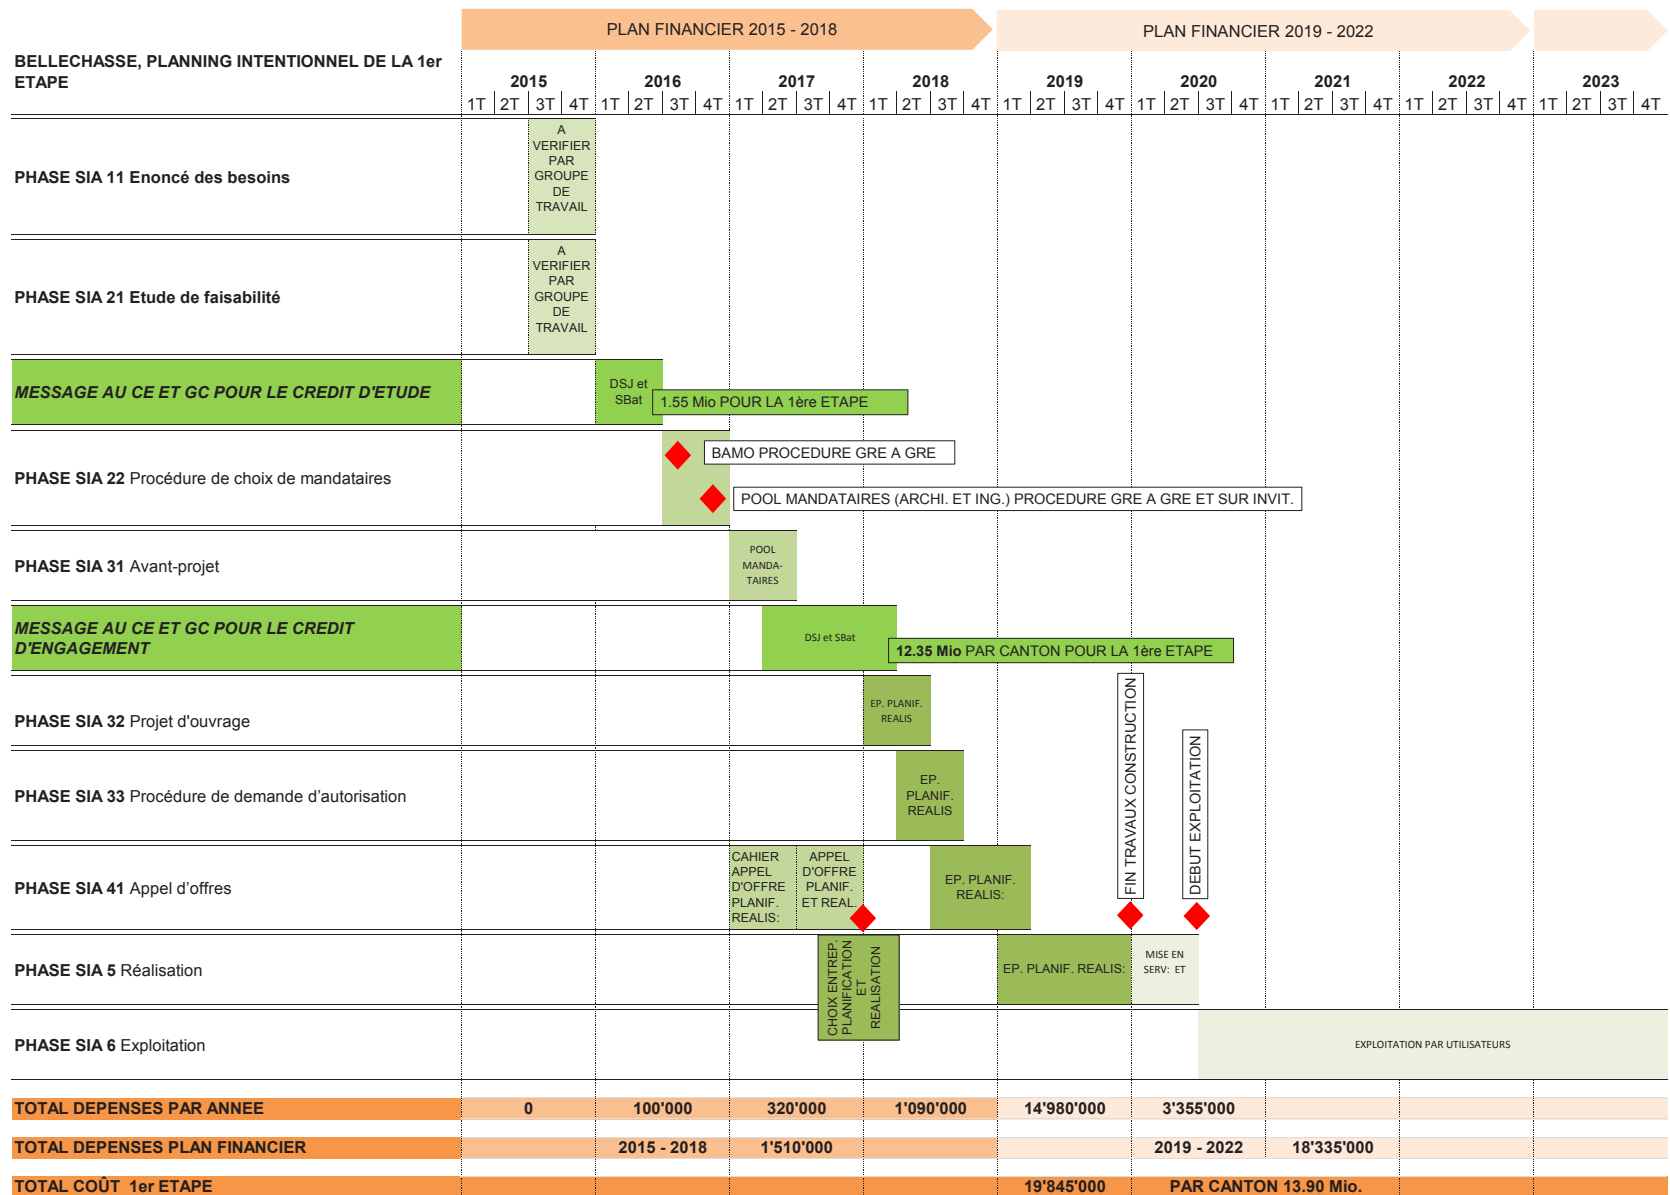 PLAN FINANCIER 2015 - 2018
PLAN FINANCIER 2019 - 2022
BELLECHASSE, PLANNING INTENTIONNEL DE LA 1er
ETAPE
2015 2016 2017 2018 2019 2020 2021 2022 2023
1T 2T 3T 4T 1T 2T 3T 4T 1T 2T 3T 4T 1T 2T 3T 4T 1T 2T 3T 4T 1T 2T 3T 4T 1T 2T 3T 4T 1T 2T 3T 4T 1T 2T 3T 4T
PHASE SIA 11 Enoncé des besoins
A
VERIFIER
PAR
GROUPE
DE
TRAVAIL
PHASE SIA 21 Etude de faisabilité
A
VERIFIER
PAR
GROUPE
DE
TRAVAIL
MESSAGE AU CE ET GC POUR LE CREDIT D'ETUDE
DSJ et
SBat
1.55 Mio POUR LA 1ère ETAPE
PHASE SIA 22 Procédure de choix de mandataires
BAMO PROCEDURE GRE A GRE
POOL MANDATAIRES (ARCHI. ET ING.) PROCEDURE GRE A GRE ET SUR INVIT.
PHASE SIA 31 Avant-projet
POOL
MANDA-
TAIRES
MESSAGE AU CE ET GC POUR LE CREDIT
D'ENGAGEMENT
DSJ et SBat
12.35 Mio PAR CANTON POUR LA 1ère ETAPE
PHASE SIA 32 Projet d'ouvrage
EP. PLANIF.
REALIS
PHASE SIA 33 Procédure de demande d’autorisation
EP.
PLANIF.
REALIS
FIN TRAVAUX CONSTRUCTION
DEBUT EXPLOITATION
PHASE SIA 41 Appel d’offres
CAHIER
APPEL
D'OFFRE
PLANIF.
REALIS:
APPEL
D'OFFRE
PLANIF.
ET REAL.
EP. PLANIF.
REALIS:
PHASE SIA 5 Réalisation
CHOIX ENTREP.
PLANIFICATION
ET
REALISATION
EP. PLANIF. REALIS:
MISE EN
SERV: ET
PHASE SIA 6 Exploitation
EXPLOITATION PAR UTILISATEURS
TOTAL DEPENSES PAR ANNEE 0 100'000 320'000 1'090'000 14'980'000 3'355'000
TOTAL DEPENSES PLAN FINANCIER 2015 - 2018 1'510'000 2019 - 2022 18'335'000
TOTAL COÛT 1er ETAPE 19'845'000 PAR CANTON 13.90 Mio.